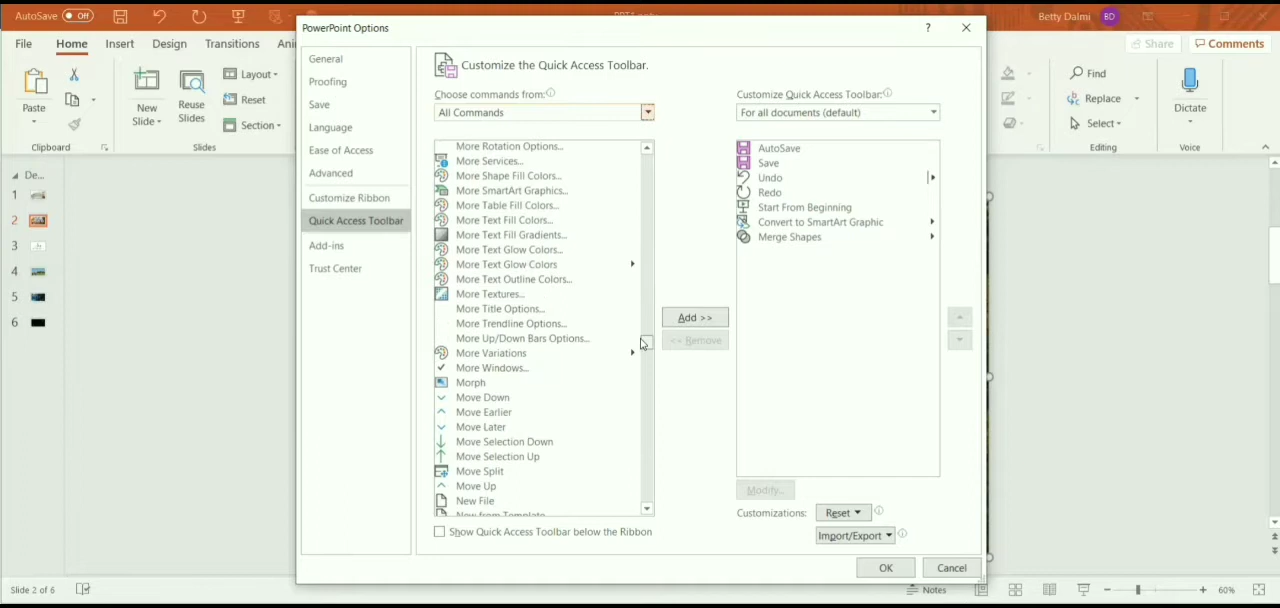 AutoSave Off
Betty Dalmi BD
PowerPoint Options
?
File Home Insert Design Transitions
Share Comments
Paste
Clipboard
New Slide
Reuse Slides
Layout
Reset
Section
Slides
Find
Replace
Select
Editing
Dictate
Voice
De...
1
2
3
4
5
6
General
Proofing
Save
Language
Ease of Access
Advanced
Customize Ribbon
Quick Access Toolbar
Add-ins
Trust Center
Customize the Quick Access Toolbar.
Choose commands from:
All Commands
More Rotation Options...
More Services...
More Shape Fill Colors...
More SmartArt Graphics...
More Table Fill Colors...
More Text Fill Colors...
More Text Fill Gradients...
More Text Glow Colors...
More Text Glow Colors
More Text Outline Colors...
More Textures...
More Title Options...
More Trendline Options...
More Up/Down Bars Options...
More Variations
More Windows...
Morph
Move Down
Move Earlier
Move Later
Move Selection Down
Move Selection Up
Move Split
Move Up
New File
New from Template
Show Quick Access Toolbar below the Ribbon
Add >>
<< Remove
Customize Quick Access Toolbar:
For all documents (default)
AutoSave
Save
Undo
Redo
Start From Beginning
Convert to SmartArt Graphic
Merge Shapes
Modify...
Customizations: Reset
Import/Export
OK Cancel
Slide 2 of 6
Notes
60%